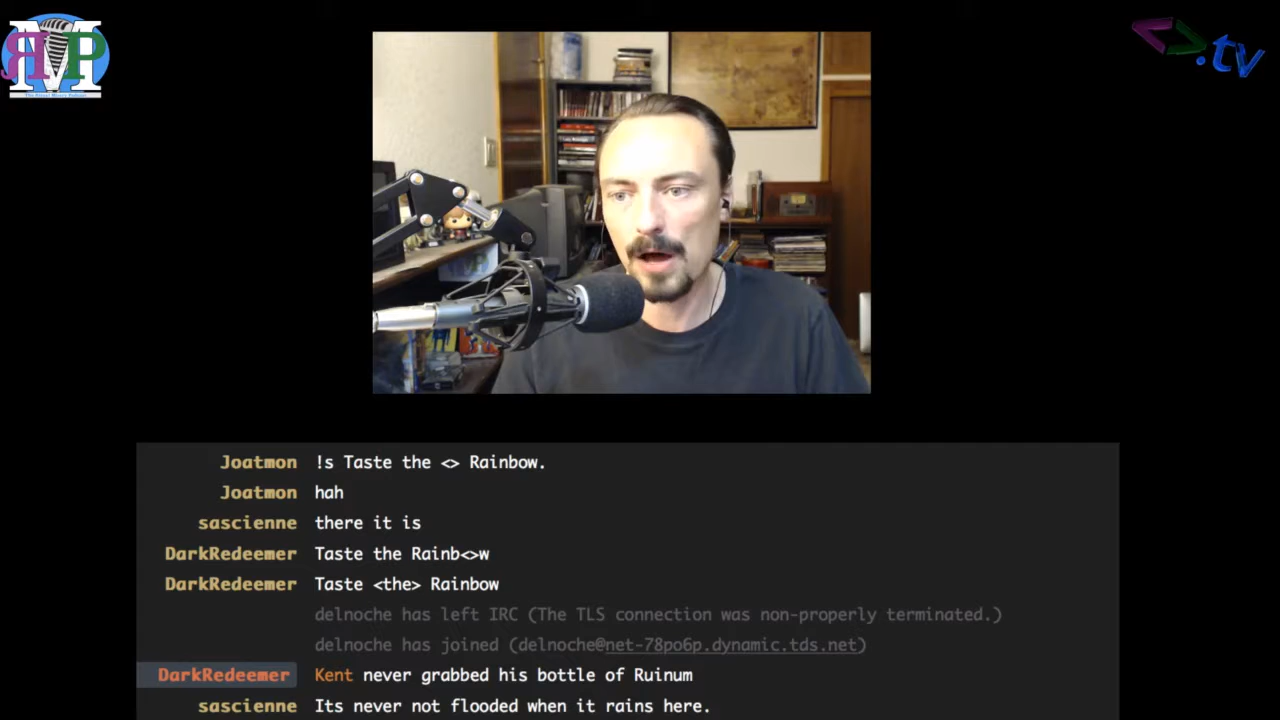 RMP
<>.tv
Joatmon !s Taste the <> Rainbow.
Joatmon hah
sascienne there it is
DarkRedeemer Taste the Rainb<>w
DarkRedeemer Taste <the> Rainbow
delnoche has left IRC (The TLS connection was non-properly terminated.)
delnoche has joined (delnoche@net-78po6p.dynamic.tds.net)
DarkRedeemer Kent never grabbed his bottle of Ruinum
sascienne Its never not flooded when it rains here.